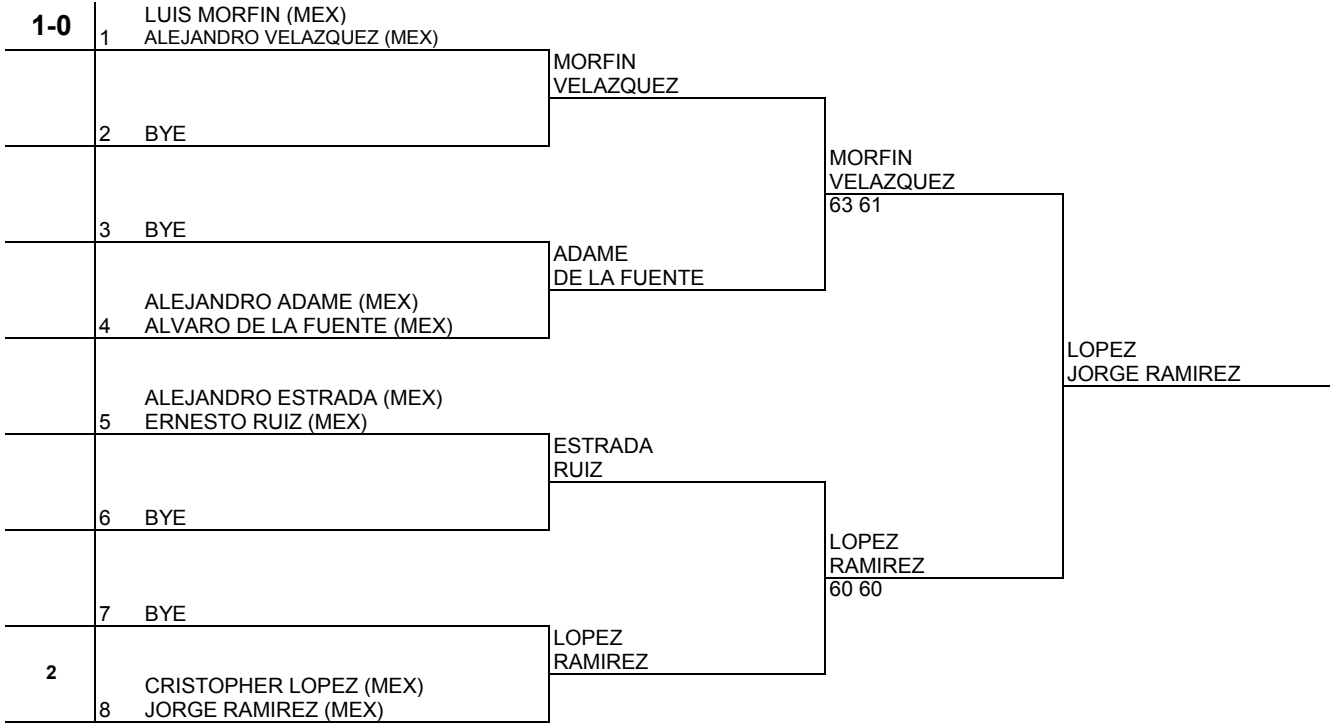 1-0
LUIS MORFIN (MEX)
1 ALEJANDRO VELAZQUEZ (MEX)
MORFIN
VELAZQUEZ
2 BYE
MORFIN
VELAZQUEZ
63 61
3 BYE
ADAME
DE LA FUENTE
ALEJANDRO ADAME (MEX)
4 ALVARO DE LA FUENTE (MEX)
LOPEZ
JORGE RAMIREZ
ALEJANDRO ESTRADA (MEX)
5 ERNESTO RUIZ (MEX)
ESTRADA
RUIZ
6 BYE
LOPEZ
RAMIREZ
60 60
7 BYE
LOPEZ
RAMIREZ
2
CRISTOPHER LOPEZ (MEX)
8 JORGE RAMIREZ (MEX)